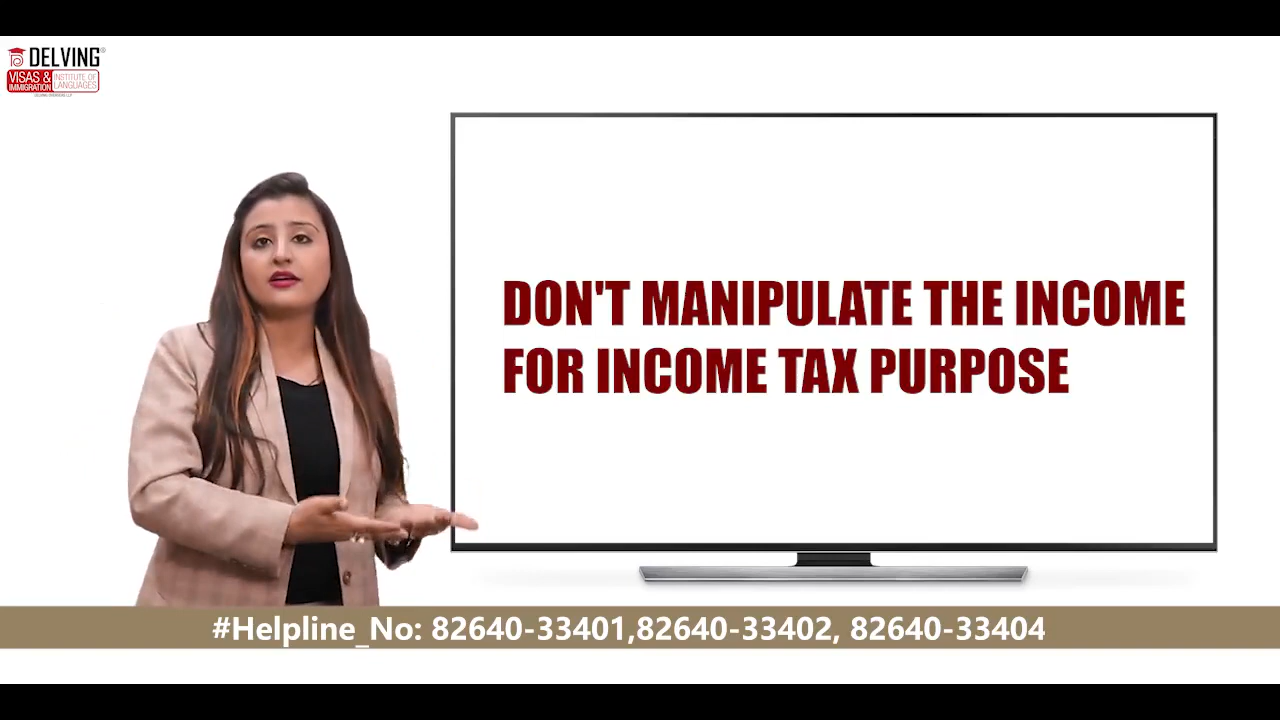 DELVING®
VISAS &
IMMIGRATION
INSTITUTE OF
LANGUAGES
DON'T MANIPULATE THE INCOME
FOR INCOME TAX PURPOSE
#Helpline_No: 82640-33401,82640-33402, 82640-33404